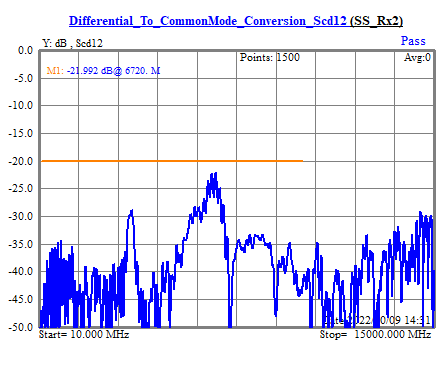 Differential_To_CommonMode_Conversion_Scd12 (SS_Rx2)
Y: dB , Scd12
Pass
Points: 1500
Avg:0
M1: -21.992 dB@ 6720. M
0.0
-5.0
-10.0
-15.0
-20.0
-25.0
-30.0
-35.0
-40.0
-45.0
-50.0
14:31
Start= 10.000 MHz
Stop= 15000.000 MHz